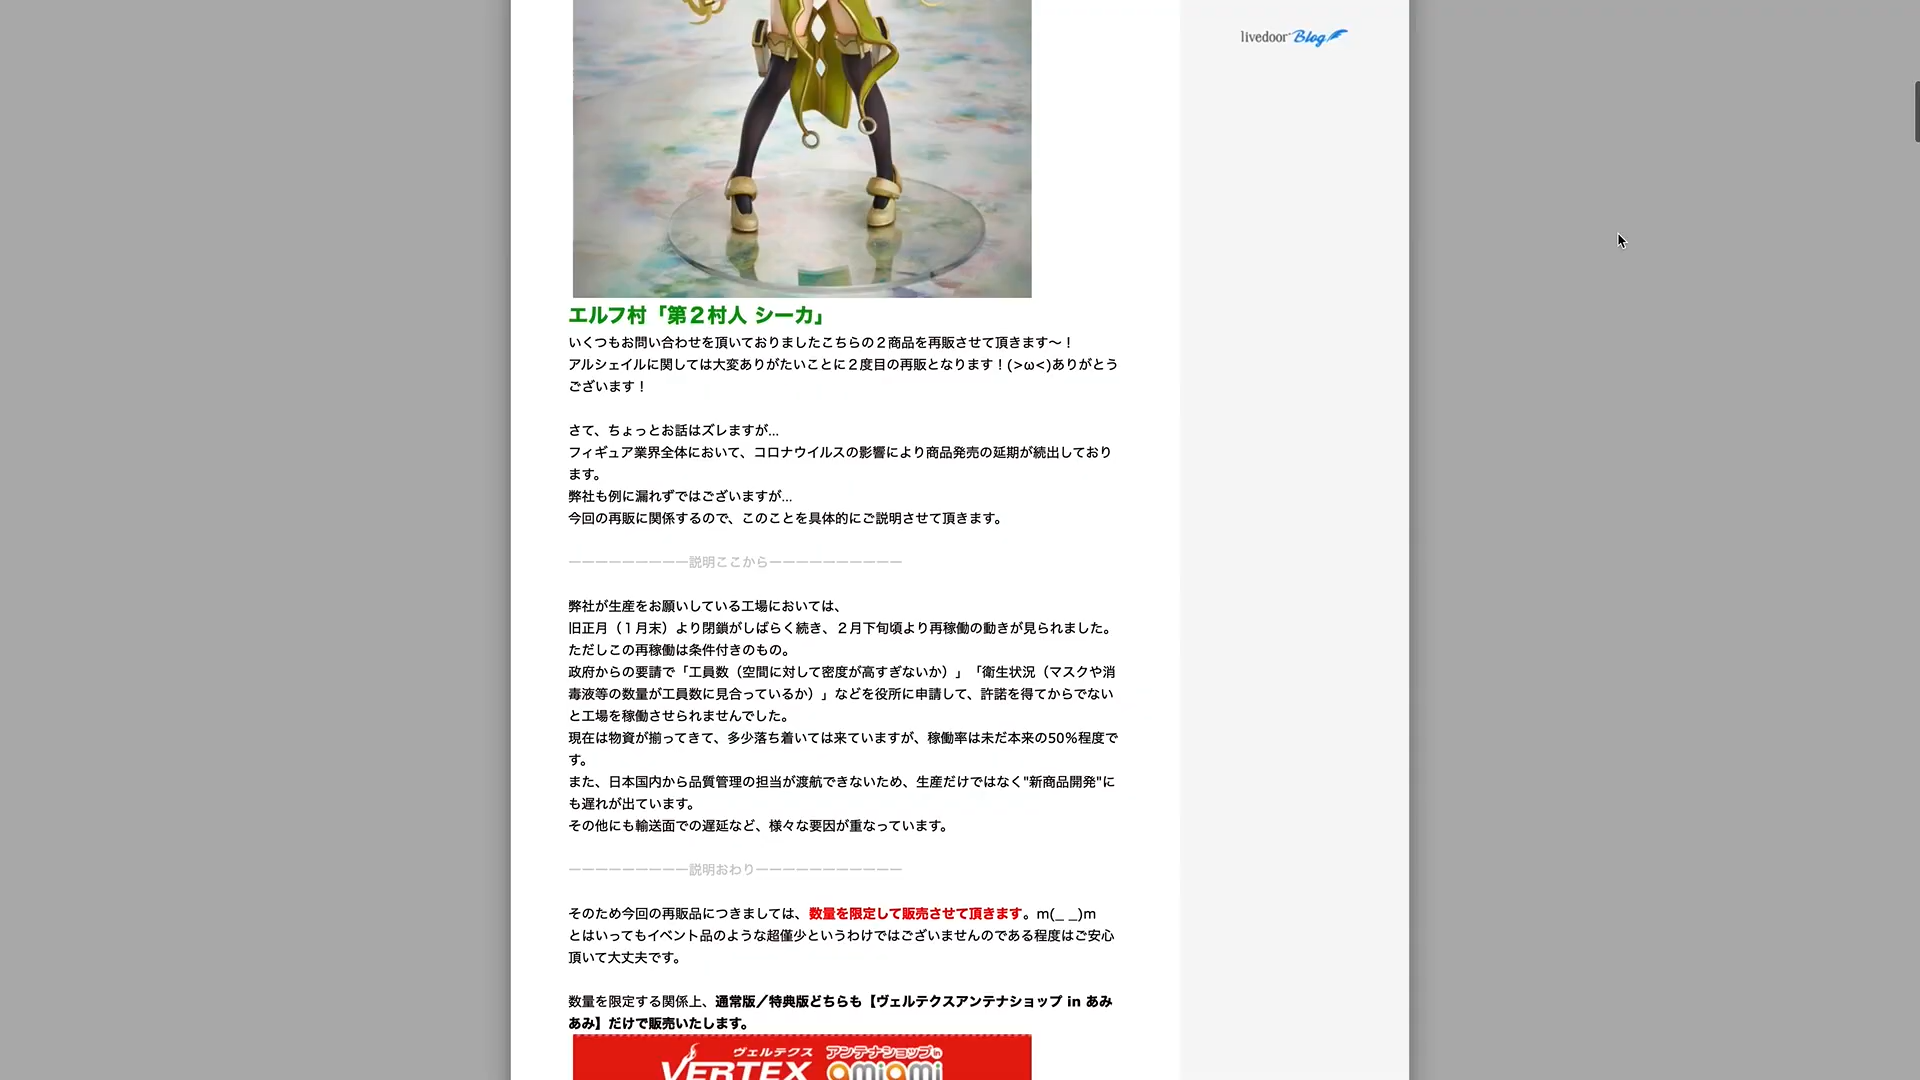 livedoor Blog
エルフ村「第２村人 シーカ」
いくつもお問い合わせを頂いておりましたこちらの２商品を再販させて頂きます〜！
アルシェイルに関しては大変ありがたいことに２度目の再販となります！(>ω<)ありがとう
ございます！
さて、ちょっとお話はズレますが...
フィギュア業界全体において、コロナウイルスの影響により商品発売の延期が続出しており
ます。
弊社も例に漏れずではございますが...
今回の再販に関係するので、このことを具体的にご説明させて頂きます。
ーーーーーーーーー説明ここからーーーーーーーーーー
弊社が生産をお願いしている工場においては、
旧正月（１月末）より閉鎖がしばらく続き、２月下旬頃より再稼働の動きが見られました。
ただしこの再稼働は条件付きのもの。
政府からの要請で「工員数（空間に対して密度が高すぎないか）」「衛生状況（マスクや消
毒液等の数量が工員数に見合っているか）」などを役所に申請して、許諾を得てからでない
と工場を稼働させられませんでした。
現在は物資が揃ってきて、多少落ち着いては来ていますが、稼働率は未だ本来の50％程度で
す。
また、日本国内から品質管理の担当が渡航できないため、生産だけではなく"新商品開発"に
も遅れが出ています。
その他にも輸送面での遅延など、様々な要因が重なっています。
ーーーーーーーーー説明おわりーーーーーーーーーーー
そのため今回の再販品につきましては、数量を限定して販売させて頂きます。m(_ _)m
とはいってもイベント品のような超僅少というわけではございませんのである程度はご安心
頂いて大丈夫です。
数量を限定する関係上、通常版／特典版どちらも【ヴェルテクスアンテナショップ in あみ
あみ】だけで販売いたします。
ヴェルテクス アンテナショップin
VERTEX amiami